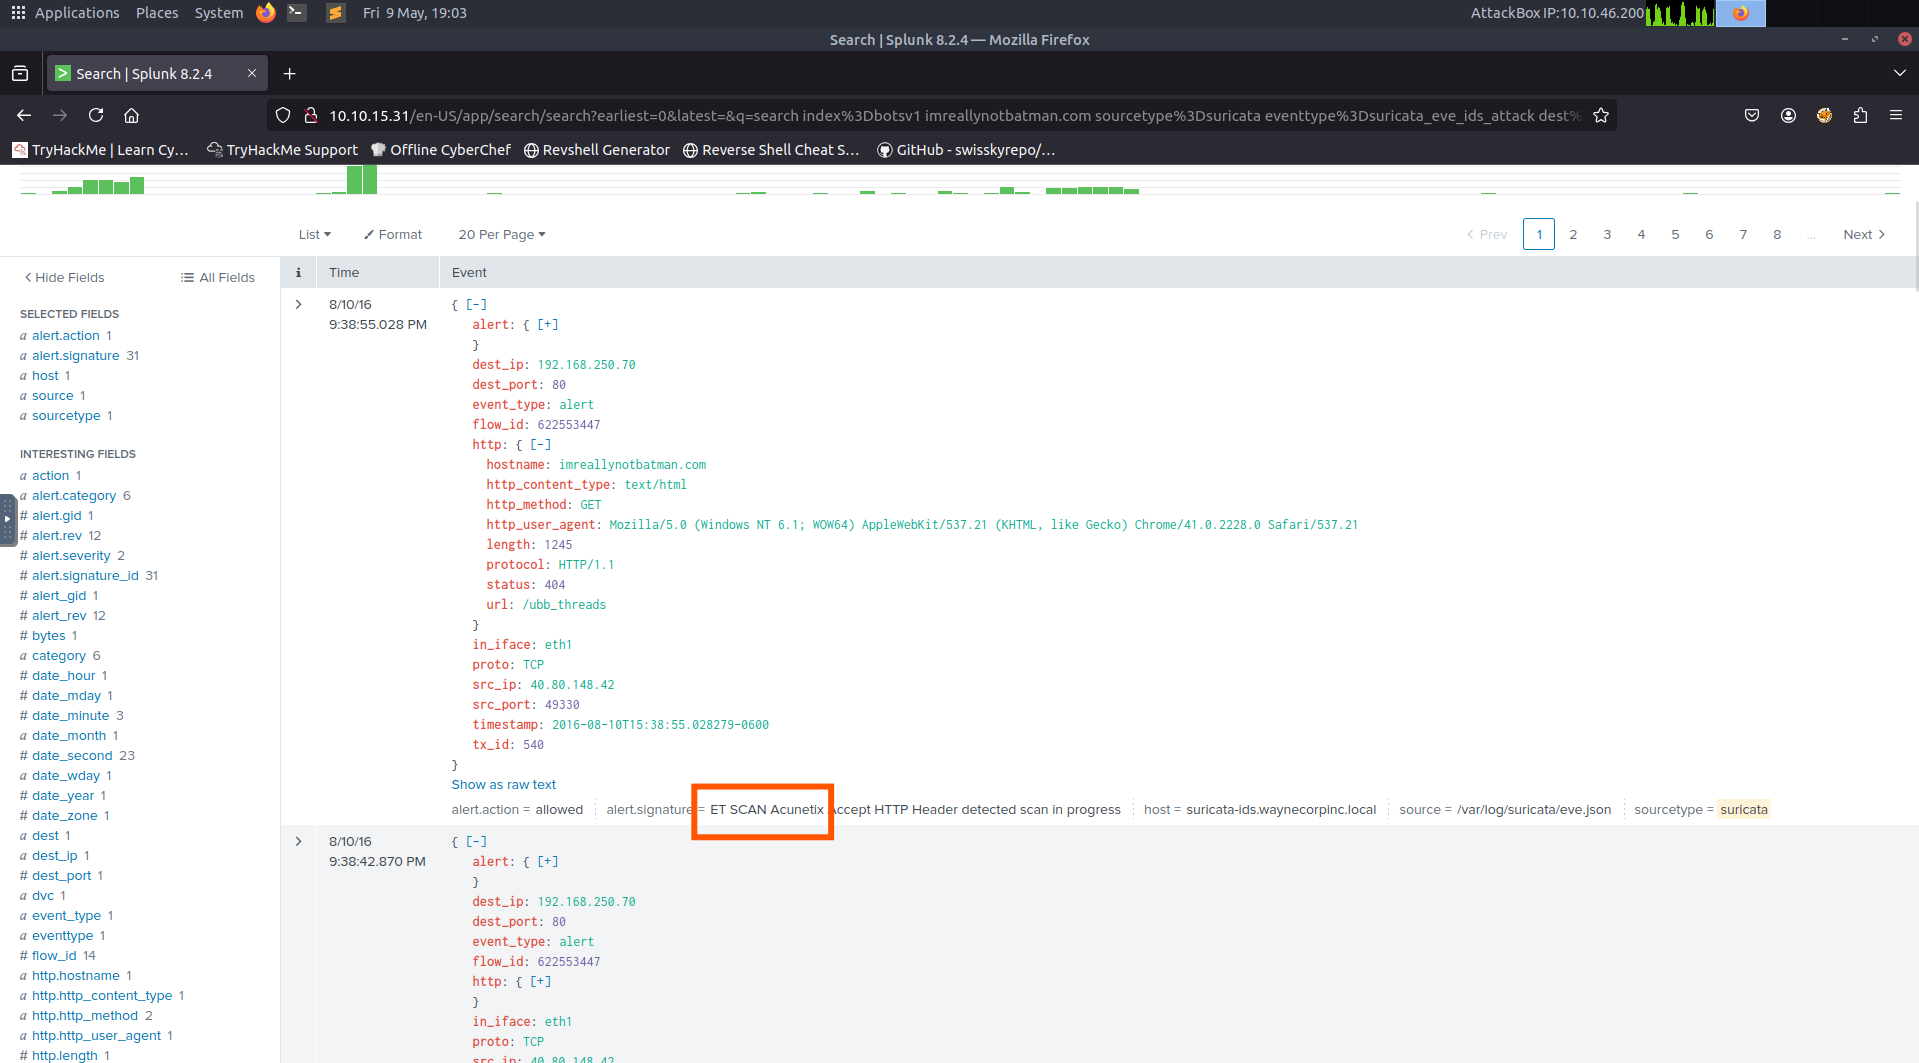 Applications Places System Fri 9 May, 19:03 AttackBox IP:10.10.46.200
Search | Splunk 8.2.4 — Mozilla Firefox
Search | Splunk 8.2.4
10.10.15.31/en-US/app/search/search?earliest=0&latest=&q=search index%3Dbotsv1 imreallynotbatman.com sourcetype%3Dsuricata eventtype%3Dsuricata_eve_ids_attack dest%
TryHackMe | Learn Cy… TryHackMe Support Offline CyberChef Revshell Generator Reverse Shell Cheat S… GitHub - swisskyrepo/…
List Format 20 Per Page Prev 1 2 3 4 5 6 7 8 ... Next
Hide Fields All Fields
SELECTED FIELDS
a alert.action 1
a alert.signature 31
a host 1
a source 1
a sourcetype 1
INTERESTING FIELDS
a action 1
a alert.category 6
# alert.gid 1
# alert.rev 12
# alert.severity 2
# alert.signature_id 31
# alert_gid 1
# alert_rev 12
# bytes 1
a category 6
# date_hour 1
# date_mday 1
# date_minute 3
a date_month 1
# date_second 23
a date_wday 1
# date_year 1
# date_zone 1
a dest 1
a dest_ip 1
# dest_port 1
a dvc 1
a event_type 1
a eventtype 1
# flow_id 14
a http.hostname 1
a http.http_content_type 1
a http.http_method 2
a http.http_user_agent 1
# http.length 1
i Time Event
> 8/10/16
9:38:55.028 PM
{ [-]
alert: { [+]
}
dest_ip: 192.168.250.70
dest_port: 80
event_type: alert
flow_id: 622553447
http: { [-]
hostname: imreallynotbatman.com
http_content_type: text/html
http_method: GET
http_user_agent: Mozilla/5.0 (Windows NT 6.1; WOW64) AppleWebKit/537.21 (KHTML, like Gecko) Chrome/41.0.2228.0 Safari/537.21
length: 1245
protocol: HTTP/1.1
status: 404
url: /ubb_threads
}
in_iface: eth1
proto: TCP
src_ip: 40.80.148.42
src_port: 49330
timestamp: 2016-08-10T15:38:55.028279-0600
tx_id: 540
}
Show as raw text
alert.action = allowed alert.signature = ET SCAN Acunetix Accept HTTP Header detected scan in progress host = suricata-ids.waynecorpinc.local source = /var/log/suricata/eve.json sourcetype = suricata
> 8/10/16
9:38:42.870 PM
{ [-]
alert: { [+]
}
dest_ip: 192.168.250.70
dest_port: 80
event_type: alert
flow_id: 622553447
http: { [+]
}
in_iface: eth1
proto: TCP
src_ip: 40.80.148.42